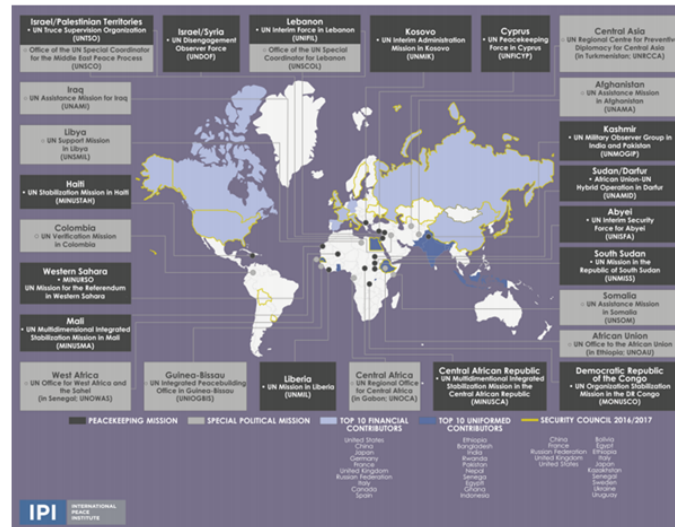 Israel/Palestinian Territories
• UN Truce Supervision Organization
(UNTSO)
Office of the UN Special Coordinator
for the Middle East Peace Process
(UNSCO)
Israel/Syria
• UN Disengagement
Observer Force
(UNDOF)
Lebanon
• UN Interim Force in Lebanon
(UNIFIL)
Office of the UN Special
Coordinator for Lebanon
(UNSCOL)
Kosovo
• UN Interim Administration
Mission in Kosovo
(UNMIK)
Cyprus
• UN Peacekeeping
Force in Cyprus
(UNFICYP)
Central Asia
UN Regional Centre for Preventive
Diplomacy for Central Asia
(in Turkmenistan; UNRCCA)
Iraq
UN Assistance Mission for Iraq
(UNAMI)
Afghanistan
UN Assistance Mission
in Afghanistan
(UNAMA)
Libya
UN Support Mission
in Libya
(UNSMIL)
Kashmir
• UN Military Observer Group in
India and Pakistan
(UNMOGIP)
Haiti
• UN Stabilization Mission in Haiti
(MINUSTAH)
Sudan/Darfur
• African Union-UN
Hybrid Operation in Darfur
(UNAMID)
Colombia
UN Verification Mission
in Colombia
Abyei
• UN Interim Security
Force for Abyei
(UNISFA)
Western Sahara
• MINURSO
UN Mission for the Referendum
in Western Sahara
South Sudan
• UN Mission in the
Republic of South Sudan
(UNMISS)
Mali
• UN Multidimensional Integrated
Stabilization Mission in Mali
(MINUSMA)
Somalia
UN Assistance Mission
in Somalia
(UNSOM)
African Union
UN Office to the African Union
(in Ethiopia; UNOAU)
West Africa
UN Office for West Africa and the
Sahel
(in Senegal; UNOWAS)
Guinea-Bissau
UN Integrated Peacebuilding
Office in Guinea-Bissau
(UNIOGBIS)
Liberia
• UN Mission in Liberia
(UNMIL)
Central Africa
UN Regional Office
for Central Africa
(in Gabon; UNOCA)
Central African Republic
• UN Multidimentional Integrated
Stabilization Mission in the
Central African Republic
(MINUSCA)
Democratic Republic
of the Congo
• UN Organization Stabilization
Mission in the DR Congo
(MONUSCO)
PEACEKEEPING MISSION
SPECIAL POLITICAL MISSION
TOP 10 FINANCIAL
CONTRIBUTORS
United States
China
Japan
Germany
France
United Kingdom
Russian Federation
Italy
Canada
Spain
TOP 10 UNIFORMED
CONTRIBUTORS
Ethiopia
Bangladesh
India
Rwanda
Pakistan
Nepal
Senegal
Egypt
Ghana
Indonesia
SECURITY COUNCIL 2016/2017
China
France
Russian Federation
United Kingdom
United States
Bolivia
Egypt
Ethiopia
Italy
Japan
Kazakhstan
Senegal
Sweden
Ukraine
Uruguay
IPI
INTERNATIONAL
PEACE
INSTITUTE